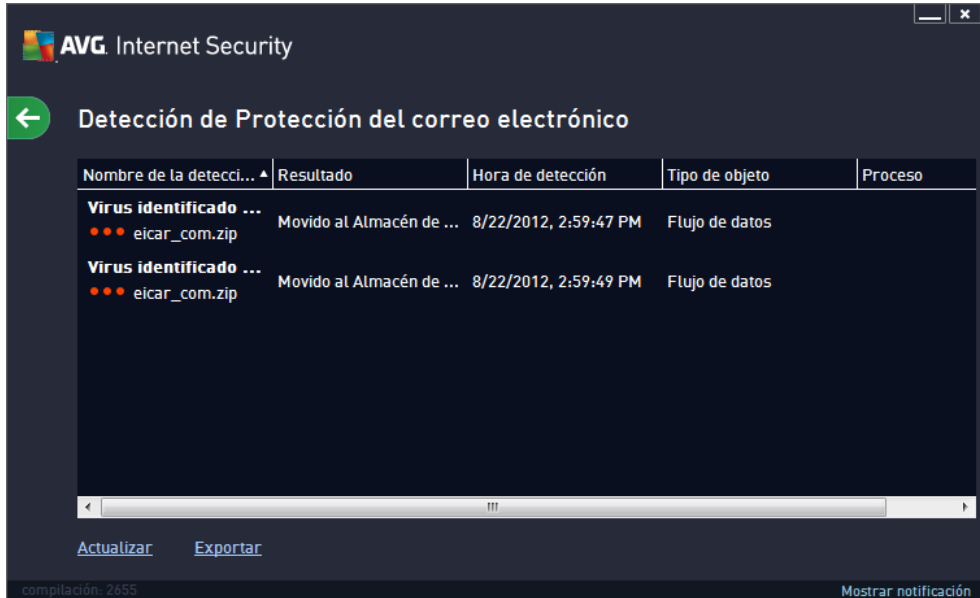 AVG. Internet Security
Detección de Protección del correo electrónico
Nombre de la detecci... Resultado Hora de detección Tipo de objeto Proceso
Virus identificado ...
eicar_com.zip
Movido al Almacén de ... 8/22/2012, 2:59:47 PM Flujo de datos
Virus identificado ...
eicar_com.zip
Movido al Almacén de ... 8/22/2012, 2:59:49 PM Flujo de datos
Actualizar Exportar
compilación: 2655 Mostrar notificación